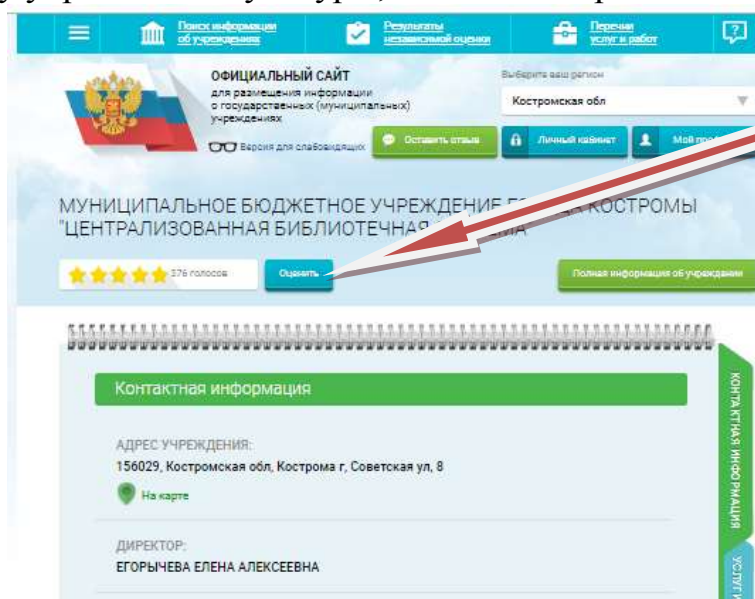 Поиск информации
об учреждениях
Результаты
независимой оценки
Перечни
услуг и работ
ОФИЦИАЛЬНЫЙ САЙТ
для размещения информации
о государственных (муниципальных)
учреждениях
Версия для слабовидящих
Выберите ваш регион
Костромская обл
Оставить отзыв
Личный кабинет
Мой
МУНИЦИПАЛЬНОЕ БЮДЖЕТНОЕ УЧРЕЖДЕНИЕ КОСТРОМЫ
"ЦЕНТРАЛИЗОВАННАЯ БИБЛИОТЕЧНАЯ
376 голосов
Оценить
Полная информация об учреждении
Контактная информация
АДРЕС УЧРЕЖДЕНИЯ:
156029, Костромская обл, Кострома г, Советская ул, 8
На карте
ДИРЕКТОР:
ЕГОРЫЧЕВА ЕЛЕНА АЛЕКСЕЕВНА
КОНТАКТНАЯ ИНФОРМАЦИЯ
УСЛУГИ